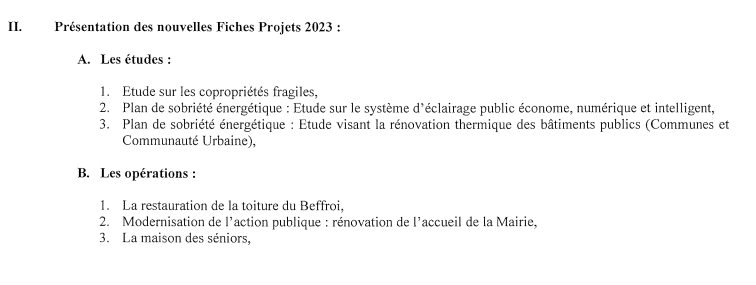 II. Présentation des nouvelles Fiches Projets 2023 :
A. Les études :
1. Etude sur les copropriétés fragiles,
2. Plan de sobriété énergétique : Etude sur le système d'éclairage public économe, numérique et intelligent,
3. Plan de sobriété énergétique : Etude visant la rénovation thermique des bâtiments publics (Communes et
Communauté Urbaine),
B. Les opérations :
1. La restauration de la toiture du Beffroi,
2. Modernisation de l'action publique : rénovation de l'accueil de la Mairie,
3. La maison des séniors,